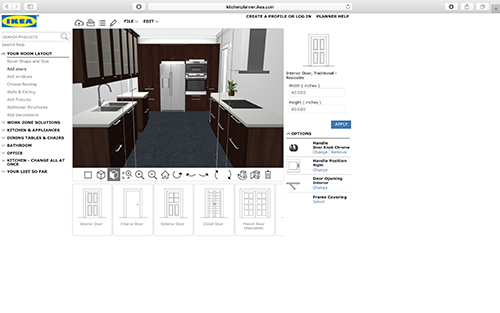 kitchenplanner.ikea.com
IKEA
FILE
EDIT
CREATE A PROFILE or LOG IN
PLANNER HELP
SEARCH PRODUCTS
Search help
YOUR ROOM LAYOUT
Room Shape and Size
Add doors
Add windows
Choose Flooring
Walls & Ceiling
Add Fixtures
Additional Structures
Add Decorations
WORK ZONE SOLUTIONS
KITCHEN & APPLIANCES
DINING TABLES & CHAIRS
BATHROOM
OFFICE
KITCHEN - CHANGE ALL AT
ONCE
YOUR LIST SO FAR
Interior Door
Interior Door
Exterior Door
Closet Door
French Door
(Resizable)
Interior Door, Traditional -
Resizable
Width ( inches )
Height ( inches )
APPLY
OPTIONS
Handle
Door Knob Chrome
Change | Remove
Handle Position
Right
Change
Door Opening
Interior
Change
Frame Covering
Select